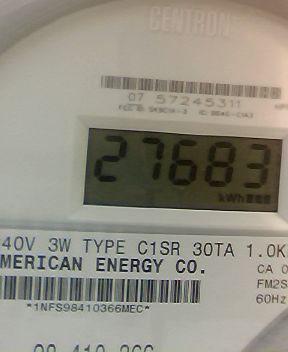 CENTRON
07 57245311
27683
kWh
40V 3W TYPE C1SR 30TA 1.0K
MERICAN ENERGY CO.
CA 0
FM2S
60Hz
*1NFS98410366MEC*